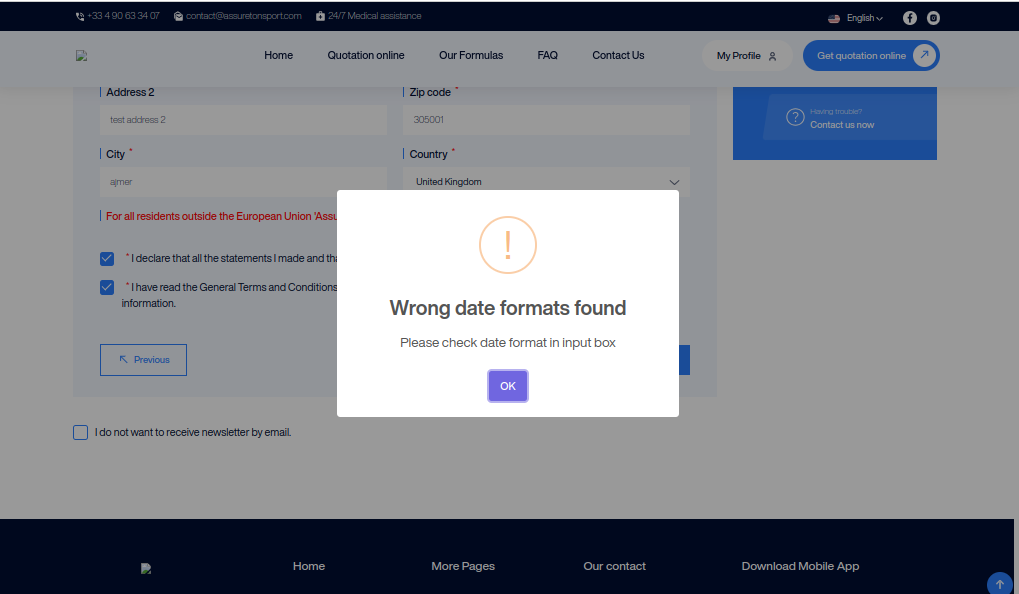 +33 4 90 63 34 07 contact@assuretonsport.com 24/7 Medical assistance English
Home Quotation online Our Formulas FAQ Contact Us My Profile Get quotation online
Address 2 Zip code *
Having trouble?
test address 2 305001
Contact us now
City * Country *
ajmer United Kingdom
For all residents outside the European Union 'Assu
* I declare that all the statements I made and tha
* I have read the General Terms and Conditions
information.
!
Wrong date formats found
Please check date format in input box
Previous
OK
I do not want to receive newsletter by email.
Home More Pages Our contact Download Mobile App